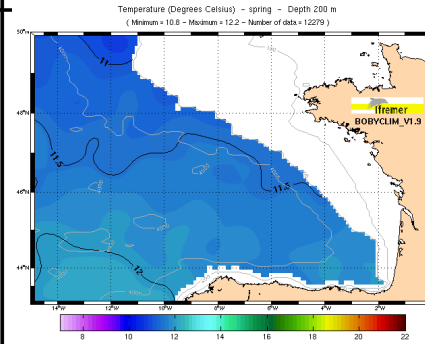 Temperature (Degrees Celsius) - spring - Depth 200 m
( Minimum = 10.8 - Maximum = 12.2 - Number of data = 12279 )
50°N
11
48°N
Ifremer
BOBYCLIM_V1.9
11.5
46°N
11.5
44°N
12
14°W 12°W 10°W 8°W 6°W 4°W 2°W
8 10 12 14 16 18 20 22